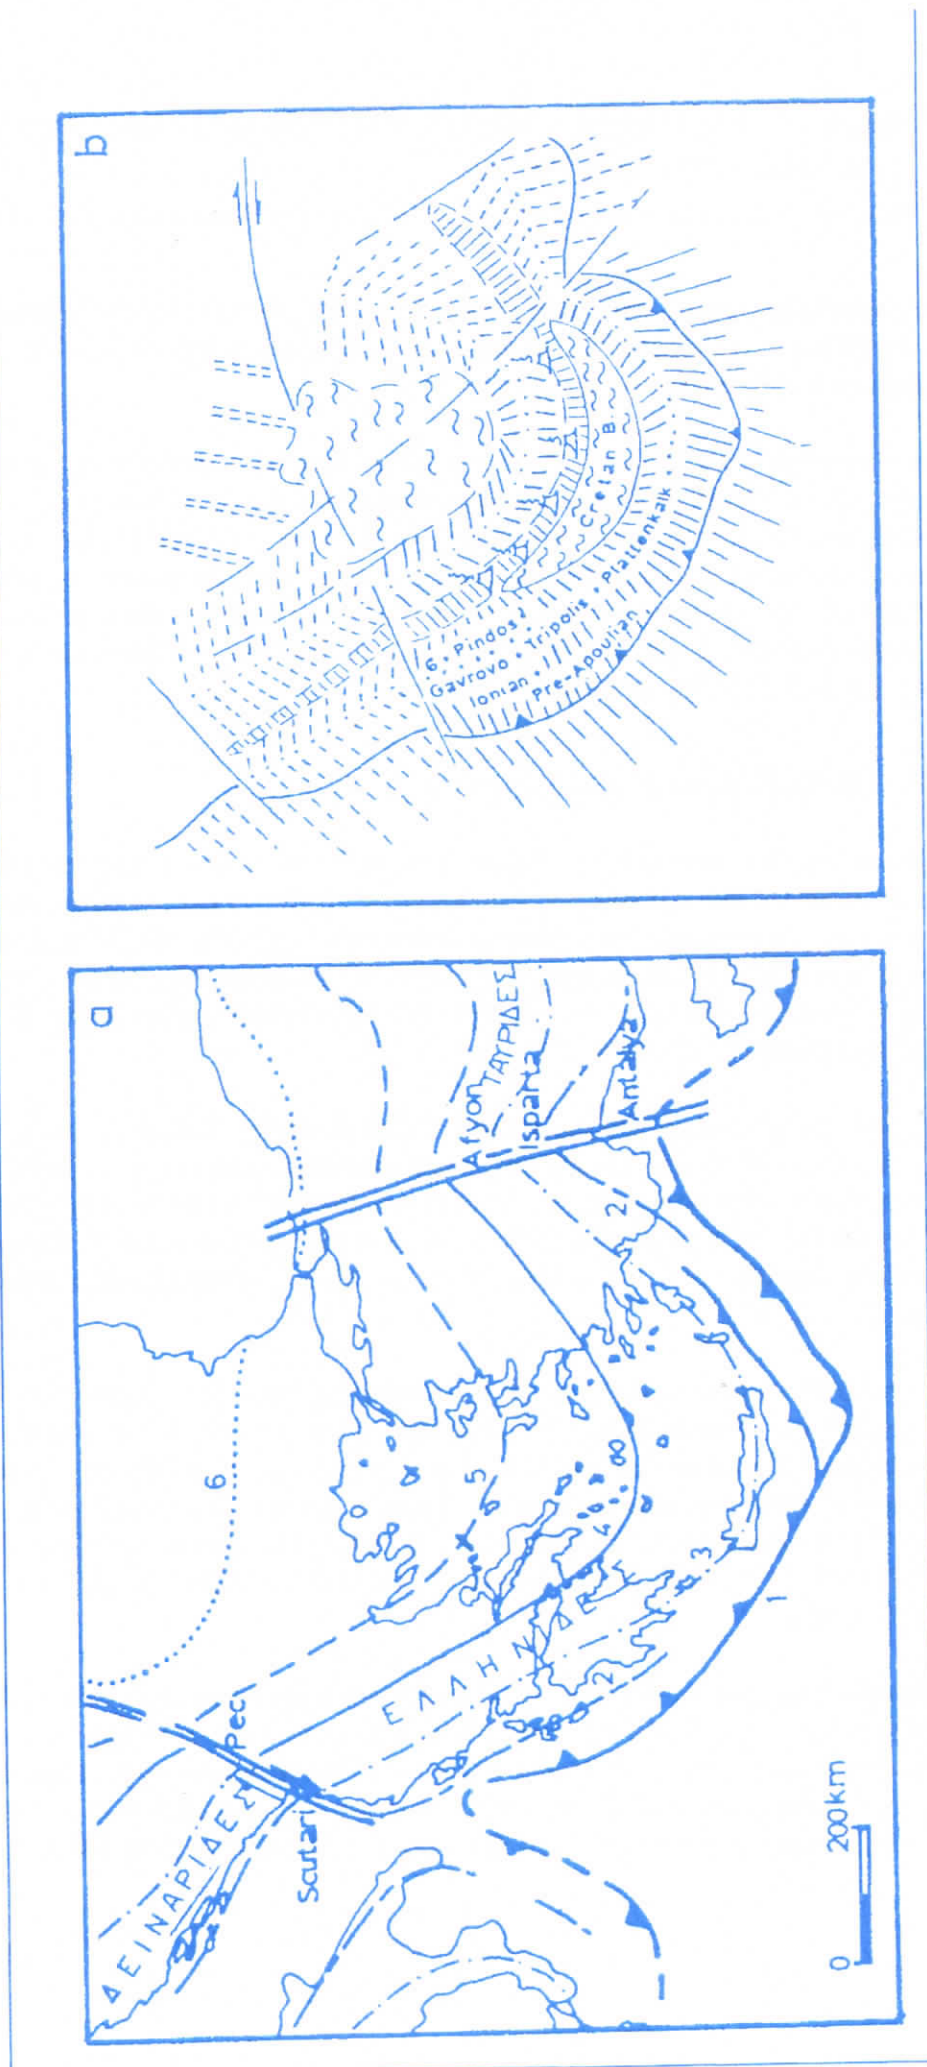 a
ΔΕΙΝΑΡΙΔΕΣ
Scutari
Pec
ΕΛΛΗΝΙΔΕΣ
ΤΑΥΡΙΔΕΣ
Afyon
Isparta
Antalya
1
2
2
3
4
5
6
0 200km
b
6 • Pindos
Gavrovo • Tripolis • Plattenkalk
Ionian
Pre-Apoulian
Cretan B.